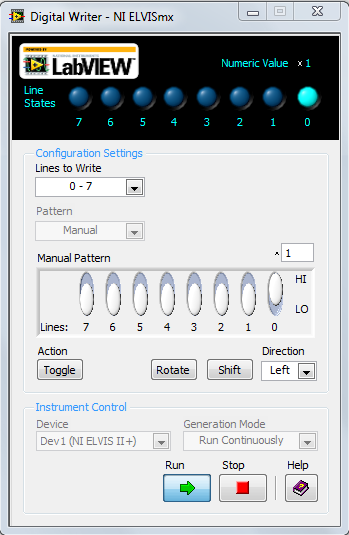 Digital Writer - NI ELVISmx
POWERED BY
LabVIEW
Numeric Value x 1
Line States
7 6 5 4 3 2 1 0
Configuration Settings
Lines to Write
0 - 7
Pattern
Manual
Manual Pattern
x 1
HI
LO
Lines: 7 6 5 4 3 2 1 0
Action
Direction
Toggle
Rotate
Shift
Left
Instrument Control
Device
Generation Mode
Dev1 (NI ELVIS II+)
Run Continuously
Run
Stop
Help